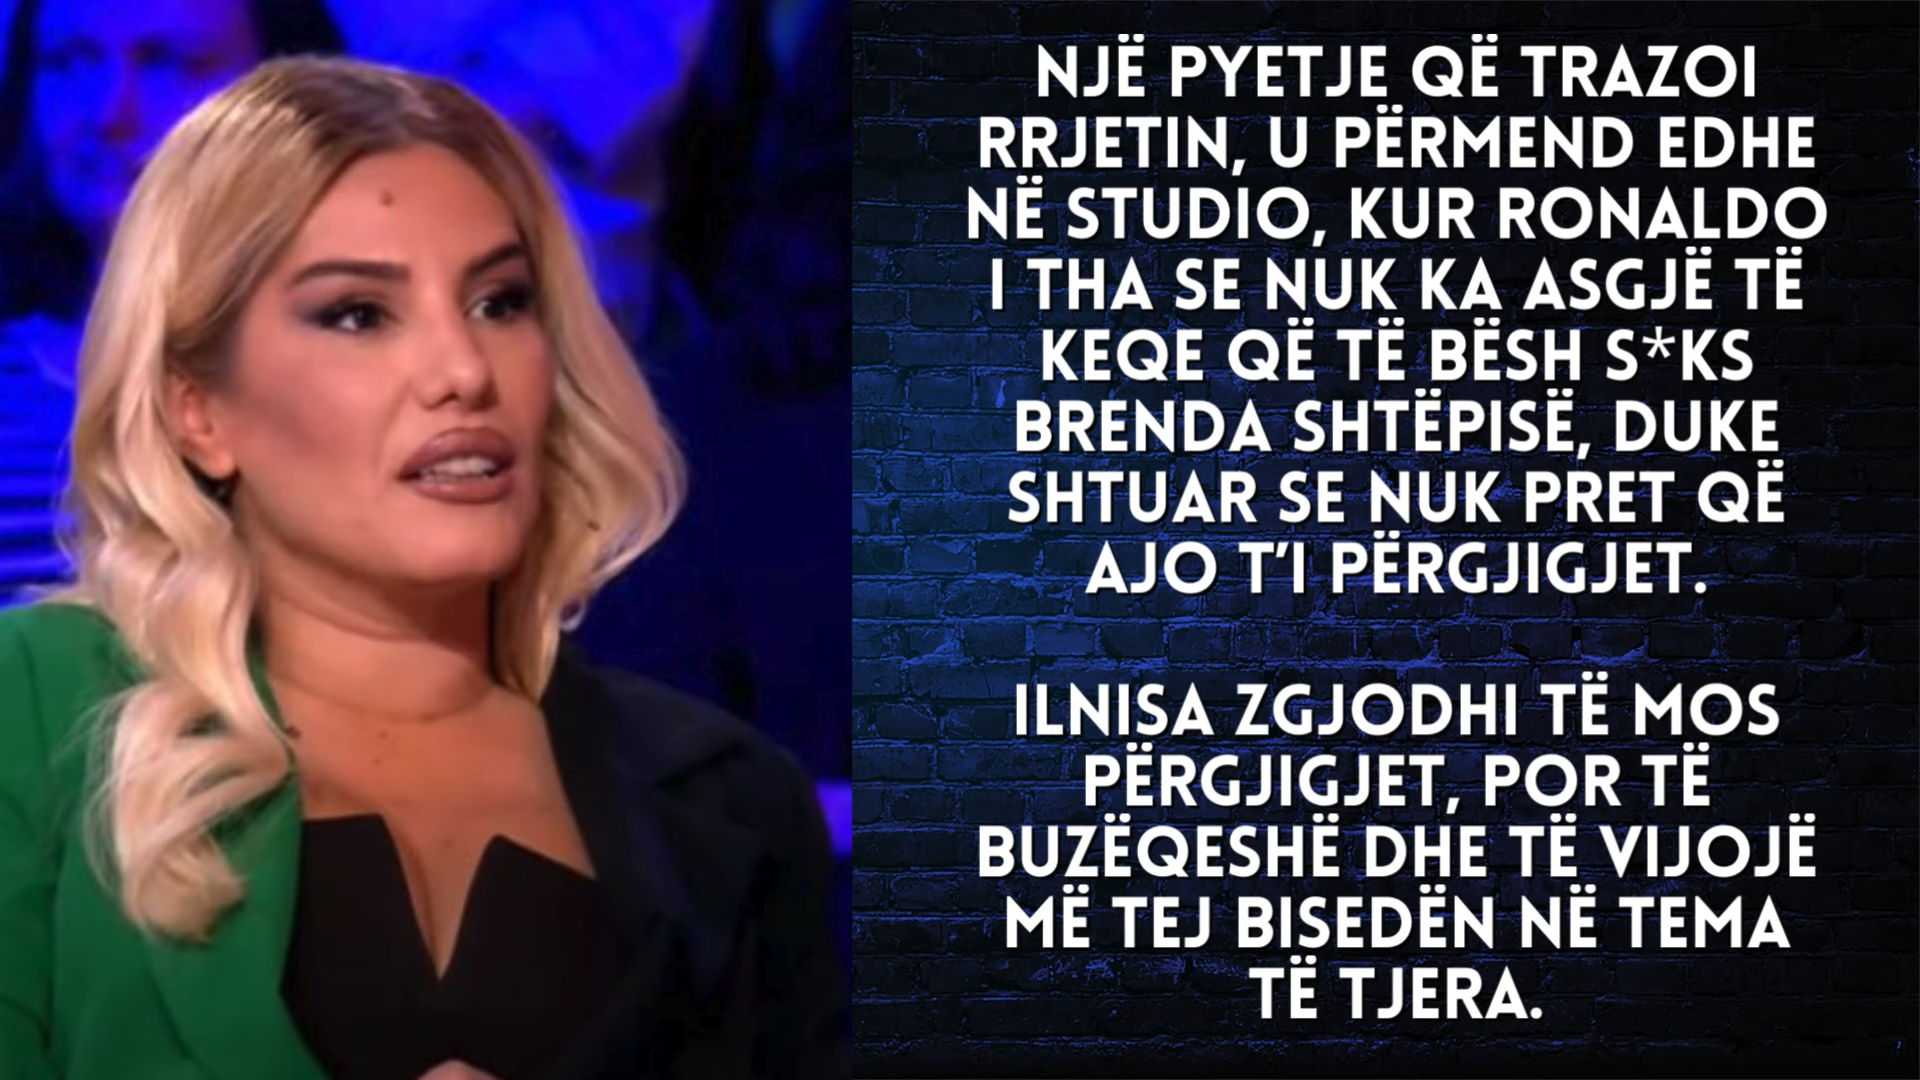 NJË PYETJE QË TRAZOI
RRJETIN, U PËRMEND EDHE
NË STUDIO, KUR RONALDO
I THA SE NUK KA ASGJË TË
KEQE QË TË BËSH S*KS
BRENDA SHTËPISË, DUKE
SHTUAR SE NUK PRET QË
AJO T'I PËRGJIGJET.
ILNISA ZGJODHI TË MOS
PËRGJIGJET, POR TË
BUZËQESHË DHE TË VIJOJË
MË TEJ BISEDËN NË TEMA
TË TJERA.